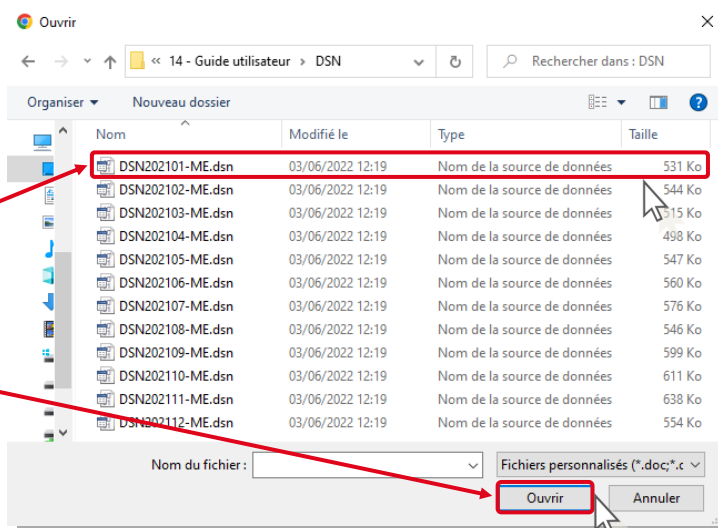 Ouvrir
« 14 - Guide utilisateur › DSN
Rechercher dans : DSN
Organiser Nouveau dossier
Nom Modifié le Type Taille
DSN202101-ME.dsn 03/06/2022 12:19 Nom de la source de données 531 Ko
DSN202102-ME.dsn 03/06/2022 12:19 Nom de la source de données 544 Ko
DSN202103-ME.dsn 03/06/2022 12:19 Nom de la source de données 515 Ko
DSN202104-ME.dsn 03/06/2022 12:19 Nom de la source de données 498 Ko
DSN202105-ME.dsn 03/06/2022 12:19 Nom de la source de données 547 Ko
DSN202106-ME.dsn 03/06/2022 12:19 Nom de la source de données 560 Ko
DSN202107-ME.dsn 03/06/2022 12:19 Nom de la source de données 576 Ko
DSN202108-ME.dsn 03/06/2022 12:19 Nom de la source de données 546 Ko
DSN202109-ME.dsn 03/06/2022 12:19 Nom de la source de données 599 Ko
DSN202110-ME.dsn 03/06/2022 12:19 Nom de la source de données 611 Ko
DSN202111-ME.dsn 03/06/2022 12:19 Nom de la source de données 638 Ko
DSN202112-ME.dsn 03/06/2022 12:19 Nom de la source de données 554 Ko
Nom du fichier : Fichiers personnalisés (*.doc;*.c
Ouvrir Annuler